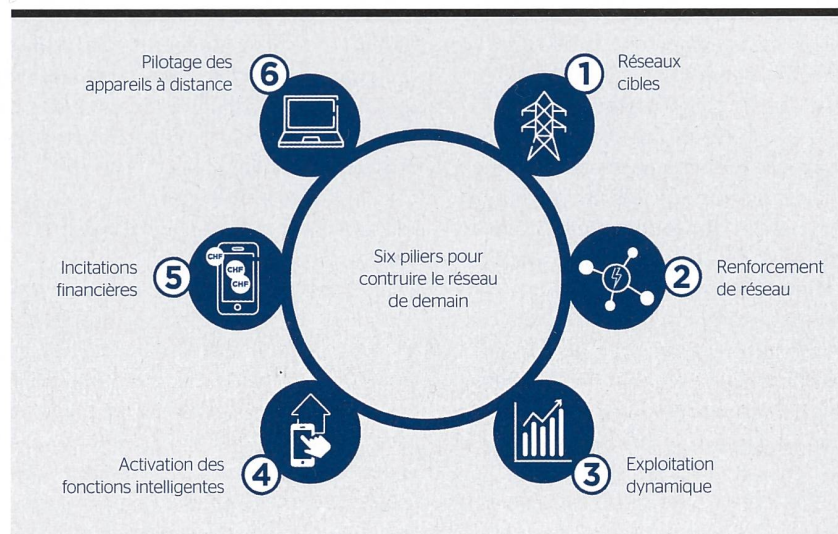 Six piliers pour
contruire le réseau
de demain
1
Réseaux
cibles
2
Renforcement
de réseau
3
Exploitation
dynamique
4
Activation des
fonctions intelligentes
5
Incitations
financières
CHF
CHF
CHF
6
Pilotage des
appareils à distance